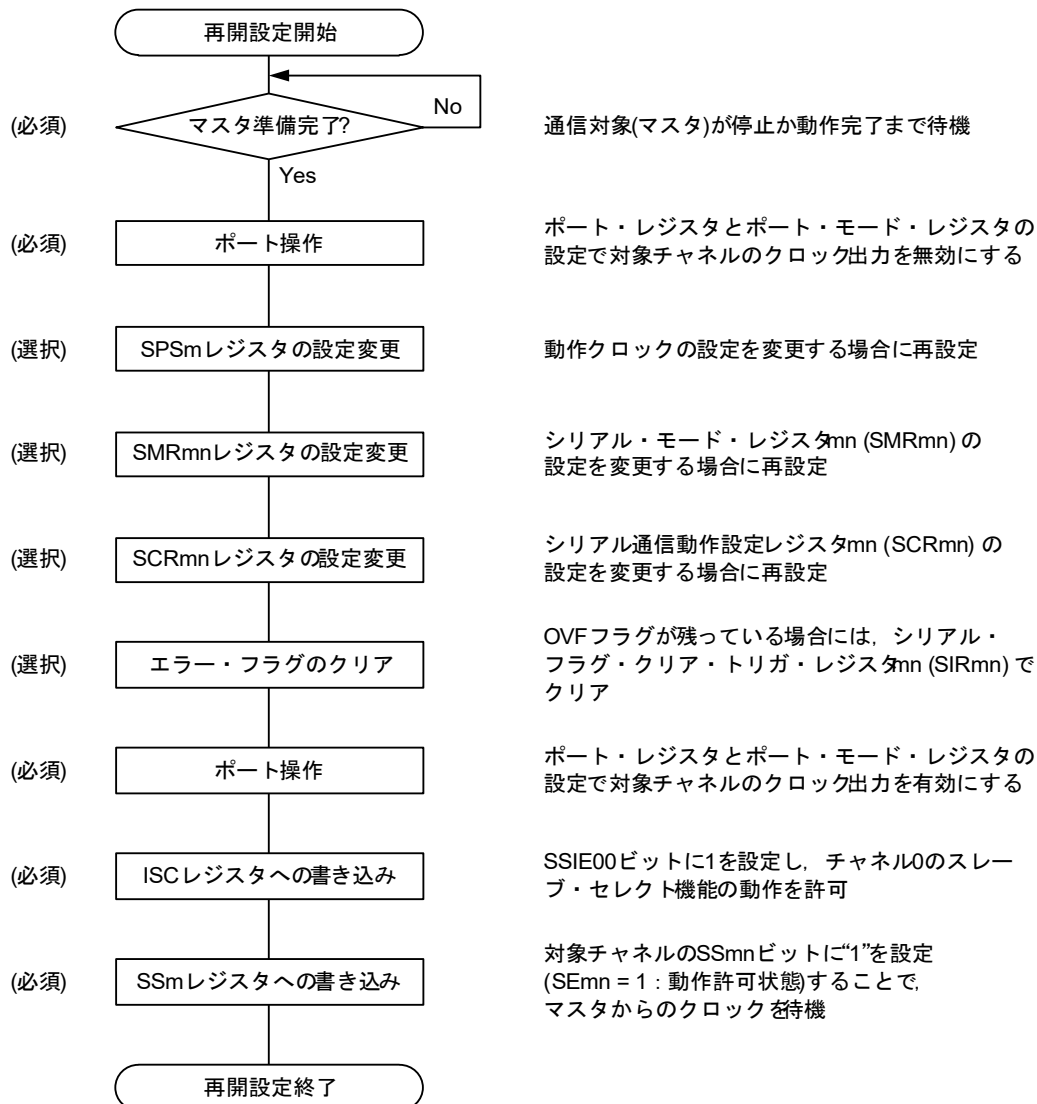 再開設定開始
No
(必須)
マスタ準備完了?
通信対象(マスタ)が停止か動作完了まで待機
Yes
(必須)
ポート操作
ポート・レジスタとポート・モード・レジスタの
設定で対象チャネルのクロック出力を無効にする
(選択)
SPSmレジスタの設定変更
動作クロックの設定を変更する場合に再設定
(選択)
SMRmnレジスタの設定変更
シリアル・モード・レジスタmn (SMRmn) の
設定を変更する場合に再設定
(選択)
SCRmnレジスタの設定変更
シリアル通信動作設定レジスタmn (SCRmn) の
設定を変更する場合に再設定
(選択)
エラー・フラグのクリア
OVFフラグが残っている場合には, シリアル・
フラグ・クリア・トリガ・レジスタmn (SIRmn) で
クリア
(必須)
ポート操作
ポート・レジスタとポート・モード・レジスタの
設定で対象チャネルのクロック出力を有効にする
(必須)
ISCレジスタへの書き込み
SSIE00ビットに1を設定し, チャネル0のスレー
ブ・セレクト機能の動作を許可
(必須)
SSmレジスタへの書き込み
対象チャネルのSSmnビットに“1”を設定
(SEmn = 1 : 動作許可状態)することで,
マスタからのクロックを待機
再開設定終了